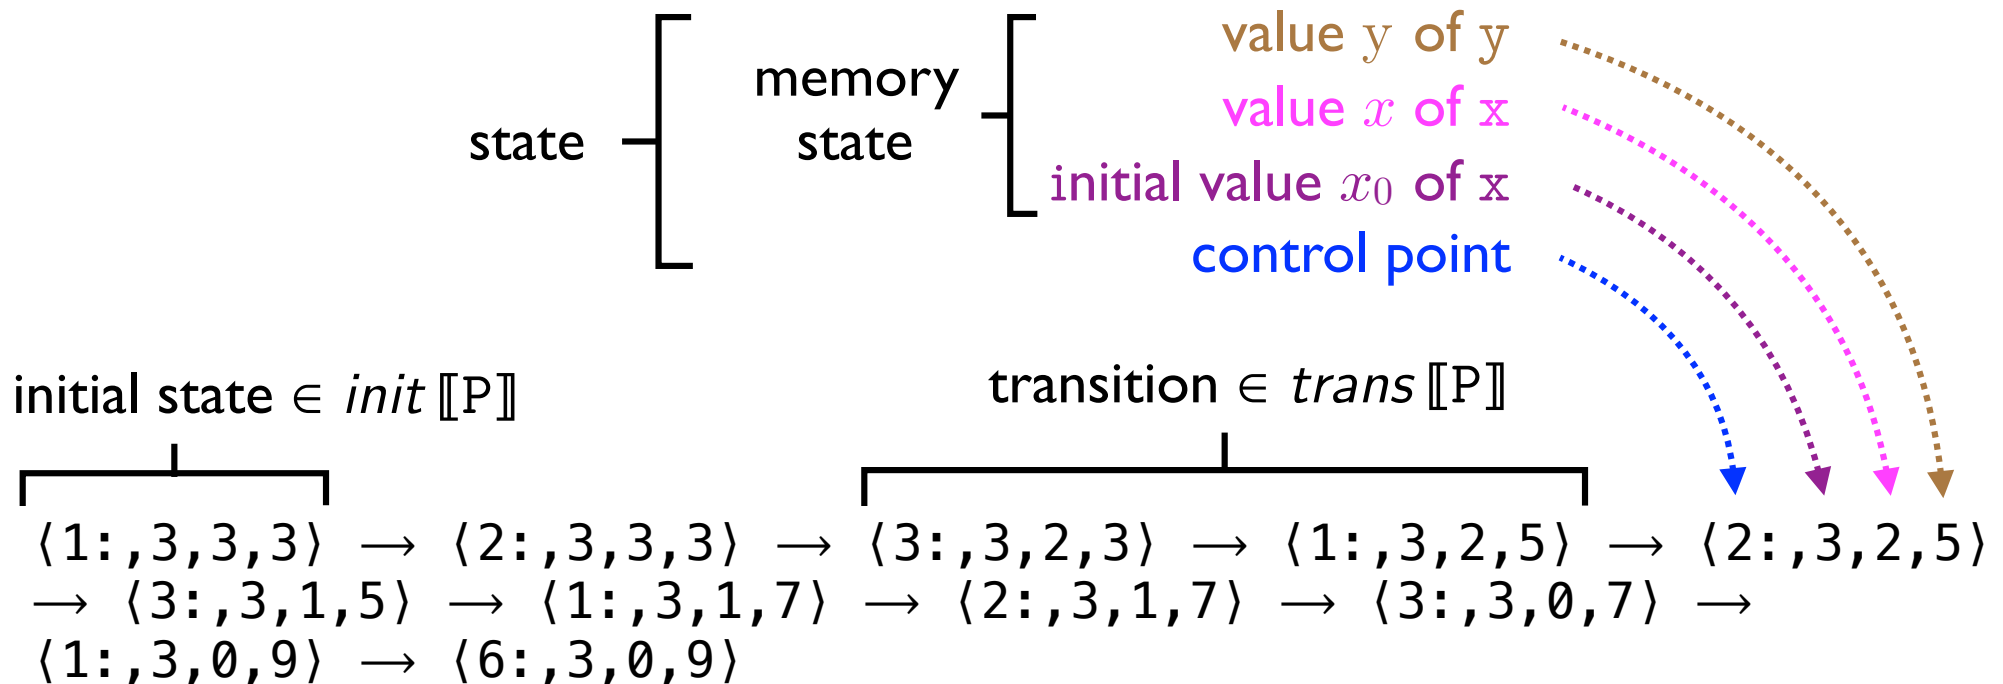 value y of y
memory
state
state
value x of x
initial value x₀ of x
control point
initial state ∈ init ⟦P⟧
transition ∈ trans ⟦P⟧
⟨1:,3,3,3⟩ → ⟨2:,3,3,3⟩ → ⟨3:,3,2,3⟩ → ⟨1:,3,2,5⟩ → ⟨2:,3,2,5⟩
→ ⟨3:,3,1,5⟩ → ⟨1:,3,1,7⟩ → ⟨2:,3,1,7⟩ → ⟨3:,3,0,7⟩ →
⟨1:,3,0,9⟩ → ⟨6:,3,0,9⟩